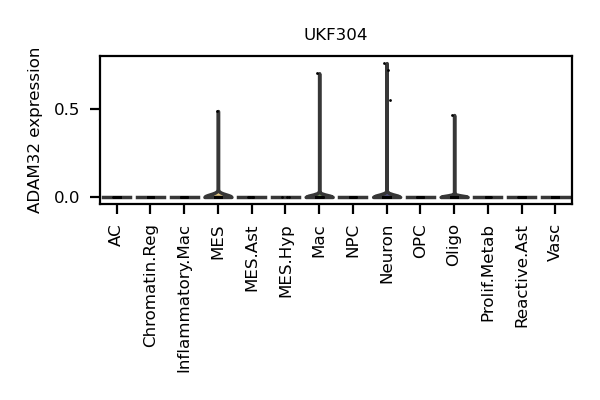 UKF304
ADAM32 expression
0.5
0.0
AC
Chromatin.Reg
Inflammatory.Mac
MES
MES.Ast
MES.Hyp
Mac
NPC
Neuron
OPC
Oligo
Prolif.Metab
Reactive.Ast
Vasc